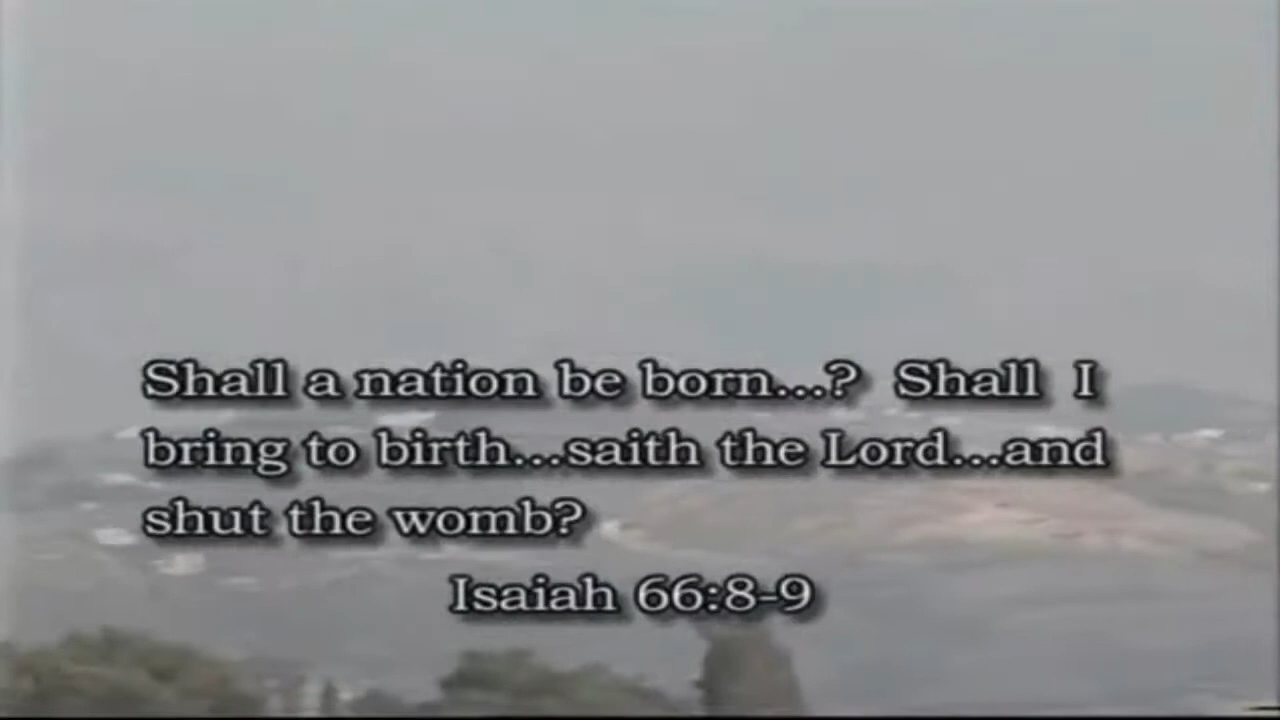 Shall a nation be born...? Shall I
bring to birth...saith the Lord...and
shut the womb?
Isaiah 66:8-9